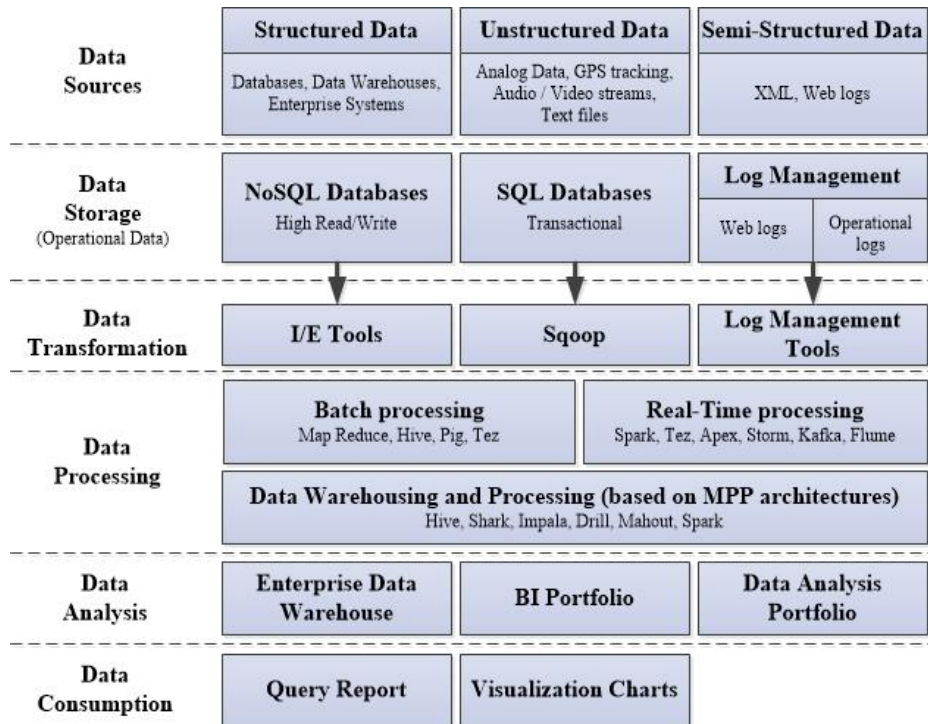 Data
Sources
Structured Data
Databases, Data Warehouses,
Enterprise Systems
Unstructured Data
Analog Data, GPS tracking,
Audio / Video streams,
Text files
Semi-Structured Data
XML, Web logs
Data
Storage
(Operational Data)
NoSQL Databases
High Read/Write
SQL Databases
Transactional
Log Management
Web logs
Operational
logs
Data
Transformation
I/E Tools
Sqoop
Log Management
Tools
Data
Processing
Batch processing
Map Reduce, Hive, Pig, Tez
Real-Time processing
Spark, Tez, Apex, Storm, Kafka, Flume
Data Warehousing and Processing (based on MPP architectures)
Hive, Shark, Impala, Drill, Mahout, Spark
Data
Analysis
Enterprise Data
Warehouse
BI Portfolio
Data Analysis
Portfolio
Data
Consumption
Query Report
Visualization Charts